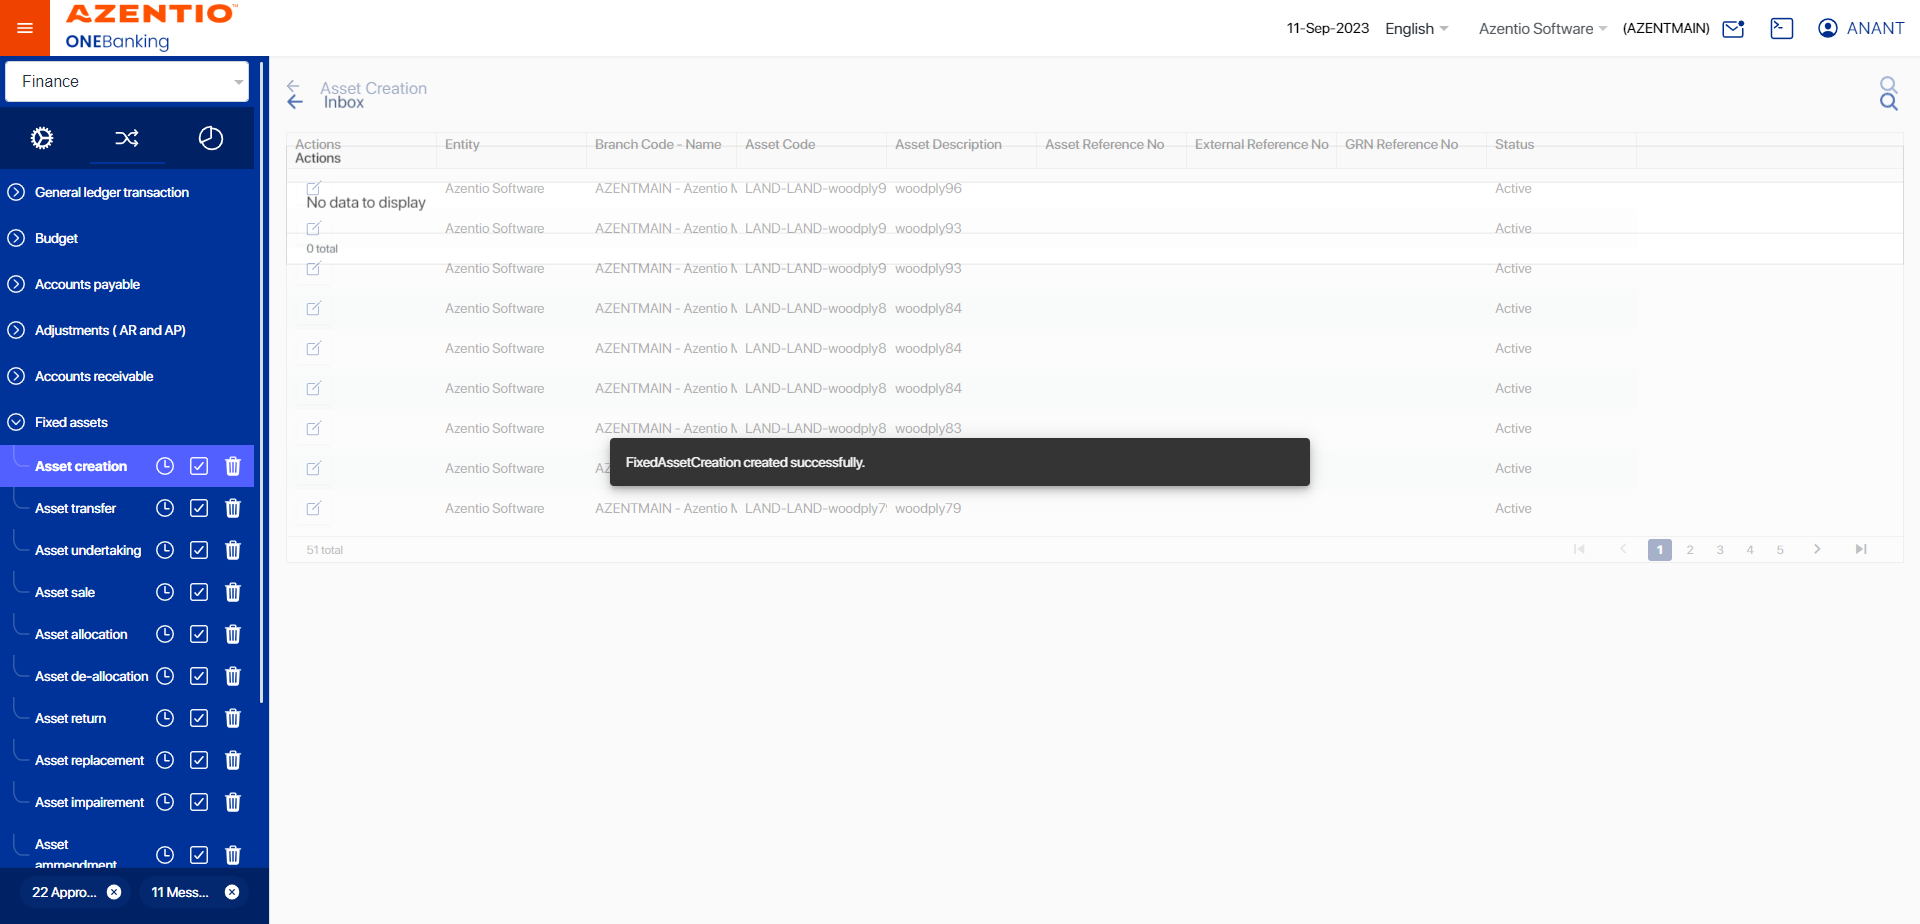 AZENTIO™
ONEBanking
11-Sep-2023 English Azentio Software (AZENTMAIN) ANANT
Finance
General ledger transaction
Budget
Accounts payable
Adjustments ( AR and AP)
Accounts receivable
Fixed assets
Asset creation
Asset transfer
Asset undertaking
Asset sale
Asset allocation
Asset de-allocation
Asset return
Asset replacement
Asset impairement
Asset
ammendment
22 Appro...
11 Mess...
Asset Creation
Inbox
Actions Entity Branch Code - Name Asset Code Asset Description Asset Reference No External Reference No GRN Reference No Status
Actions
Azentio Software AZENTMAIN - Azentio LAND-LAND-woodply9 woodply96 Active
No data to display
Azentio Software AZENTMAIN - Azentio LAND-LAND-woodply9 woodply93 Active
0 total
Azentio Software AZENTMAIN - Azentio LAND-LAND-woodply9 woodply93 Active
Azentio Software AZENTMAIN - Azentio LAND-LAND-woodply8 woodply84 Active
Azentio Software AZENTMAIN - Azentio LAND-LAND-woodply8 woodply84 Active
Azentio Software AZENTMAIN - Azentio LAND-LAND-woodply8 woodply84 Active
Azentio Software AZENTMAIN - Azentio LAND-LAND-woodply8 woodply83 Active
FixedAssetCreation created successfully.
Azentio Software Active
Azentio Software AZENTMAIN - Azentio LAND-LAND-woodply7 woodply79 Active
51 total 1 2 3 4 5